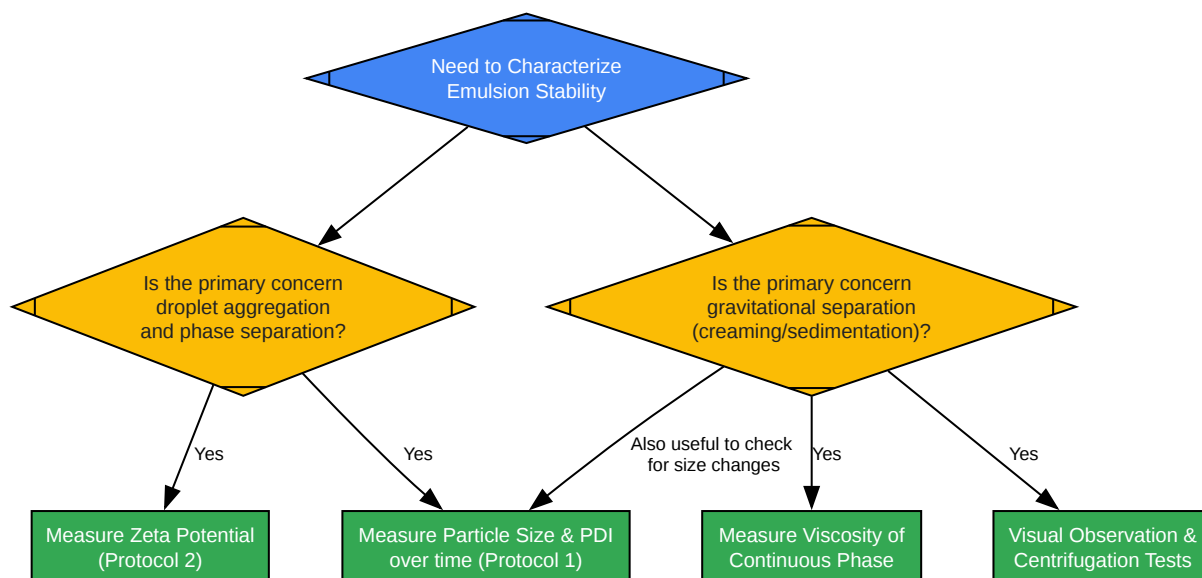 Need to Characterize
Emulsion Stability
Is the primary concern
droplet aggregation
and phase separation?
Is the primary concern
gravitational separation
(creaming/sedimentation)?
Yes
Yes
Also useful to check
for size changes
Yes
Yes
Measure Zeta Potential
(Protocol 2)
Measure Particle Size & PDI
over time (Protocol 1)
Measure Viscosity of
Continuous Phase
Visual Observation &
Centrifugation Tests